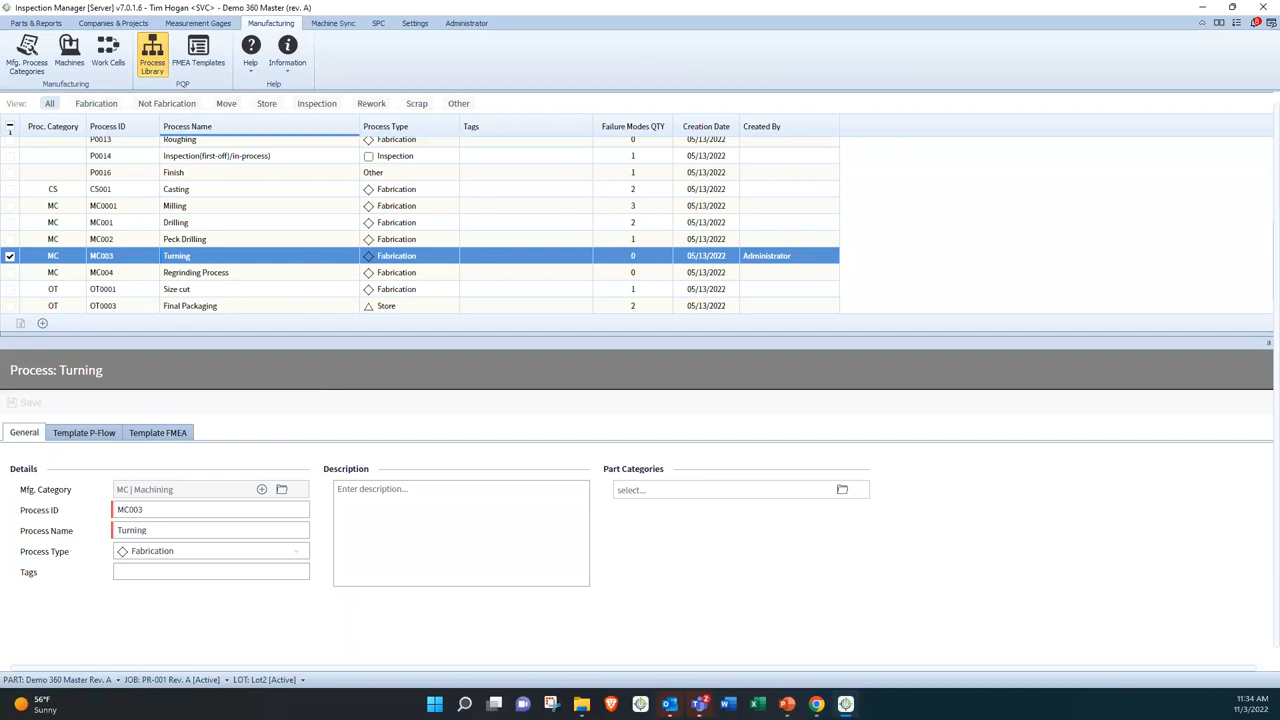 Inspection Manager [Server] v7.0.1.6 - Tim Hogan <SVC> - Demo 360 Master (rev. A)
Parts & Reports Companies & Projects Measurement Gages Manufacturing Machine Sync SPC Settings Administrator
8
Mfg. Process Categories Machines Work Cells Process Library FMEA Templates Help Information
Manufacturing PQP Help
View: All Fabrication Not Fabrication Move Store Inspection Rework Scrap Other
1 Proc. Category Process ID Process Name Process Type Tags Failure Modes QTY Creation Date Created By
P0013 Roughing Fabrication 0 05/13/2022
P0014 Inspection(first-off)/in-process) Inspection 1 05/13/2022
P0016 Finish Other 1 05/13/2022
CS CS001 Casting Fabrication 2 05/13/2022
MC MC0001 Milling Fabrication 3 05/13/2022
MC MC001 Drilling Fabrication 2 05/13/2022
MC MC002 Peck Drilling Fabrication 1 05/13/2022
MC MC003 Turning Fabrication 0 05/13/2022 Administrator
MC MC004 Regrinding Process Fabrication 0 05/13/2022
OT OT0001 Size cut Fabrication 1 05/13/2022
OT OT0003 Final Packaging Store 2 05/13/2022
Process: Turning
Save
General Template P-Flow Template FMEA
Details Description Part Categories
Mfg. Category MC | Machining Enter description... select...
Process ID MC003
Process Name Turning
Process Type Fabrication
Tags
PART: Demo 360 Master Rev. A JOB: PR-001 Rev. A [Active] LOT: Lot2 [Active]
56°F
Sunny
2
11:34 AM
11/3/2022